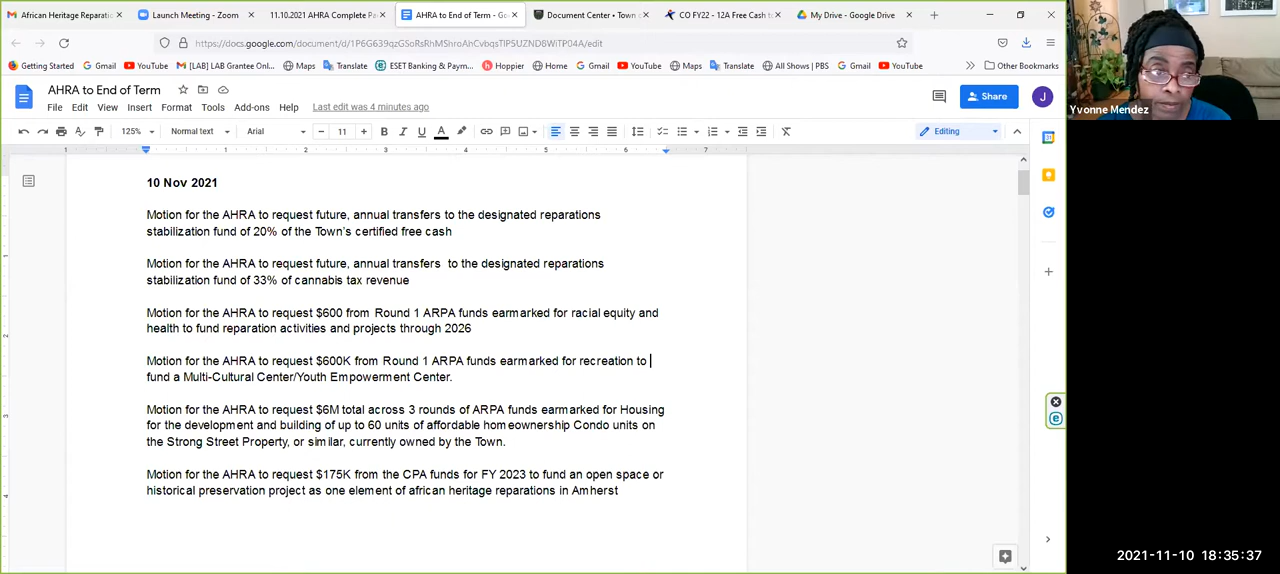 African Heritage Reparatio
Launch Meeting - Zoom
11.10.2021 AHRA Complete Pa
AHRA to End of Term - Go
Document Center • Town o
CO FY22 - 12A Free Cash to
My Drive - Google Drive
https://docs.google.com/document/d/1P6G639qzGSoRsRhMShroAhCvbqsTlPSUZND8WiTP04A/edit
Getting Started
Gmail
YouTube
[LAB] LAB Grantee Onl...
Maps
Translate
ESET Banking & Paym...
Hoppier
Home
Gmail
YouTube
Maps
Translate
All Shows | PBS
Gmail
YouTube
Other Bookmarks
AHRA to End of Term
File Edit View Insert Format Tools Add-ons Help Last edit was 4 minutes ago
Share
J
125% Normal text Arial 11 B I U A Editing
1 1 2 3 4 5 6 7
10 Nov 2021
Motion for the AHRA to request future, annual transfers to the designated reparations
stabilization fund of 20% of the Town's certified free cash
Motion for the AHRA to request future, annual transfers to the designated reparations
stabilization fund of 33% of cannabis tax revenue
Motion for the AHRA to request $600 from Round 1 ARPA funds earmarked for racial equity and
health to fund reparation activities and projects through 2026
Motion for the AHRA to request $600K from Round 1 ARPA funds earmarked for recreation to
fund a Multi-Cultural Center/Youth Empowerment Center.
Motion for the AHRA to request $6M total across 3 rounds of ARPA funds earmarked for Housing
for the development and building of up to 60 units of affordable homeownership Condo units on
the Strong Street Property, or similar, currently owned by the Town.
Motion for the AHRA to request $175K from the CPA funds for FY 2023 to fund an open space or
historical preservation project as one element of african heritage reparations in Amherst
Yvonne Mendez
2021-11-10 18:35:37